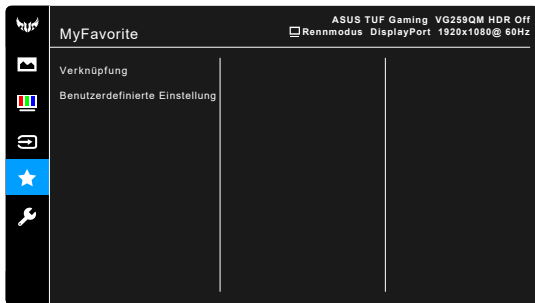 ASUS TUF Gaming VG259QM HDR Off
MyFavorite
Rennmodus DisplayPort 1920x1080@ 60Hz
Verknüpfung
Benutzerdefinierte Einstellung